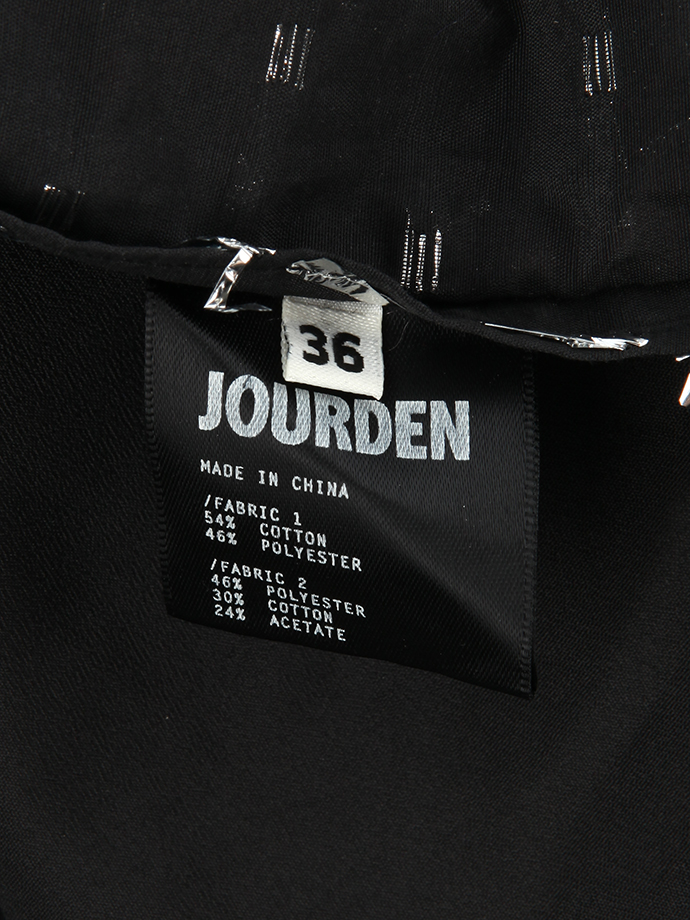 36
JOURDEN
MADE IN CHINA
/FABRIC 1
54% COTTON
46% POLYESTER
/FABRIC 2
46% POLYESTER
30% COTTON
24% ACETATE